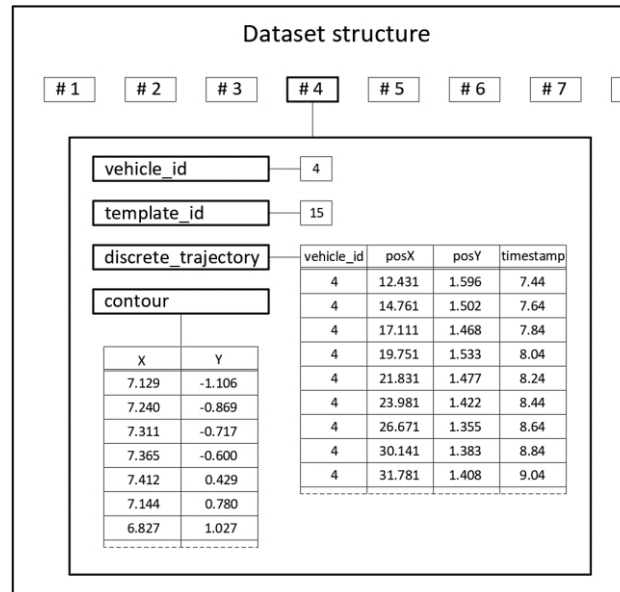 Dataset structure
# 1 # 2 # 3 # 4 # 5 # 6 # 7
vehicle_id 4
template_id 15
discrete_trajectory
vehicle_id posX posY timestamp
4 12.431 1.596 7.44
4 14.761 1.502 7.64
4 17.111 1.468 7.84
4 19.751 1.533 8.04
4 21.831 1.477 8.24
4 23.981 1.422 8.44
4 26.671 1.355 8.64
4 30.141 1.383 8.84
4 31.781 1.408 9.04
contour
X Y
7.129 -1.106
7.240 -0.869
7.311 -0.717
7.365 -0.600
7.412 0.429
7.144 0.780
6.827 1.027